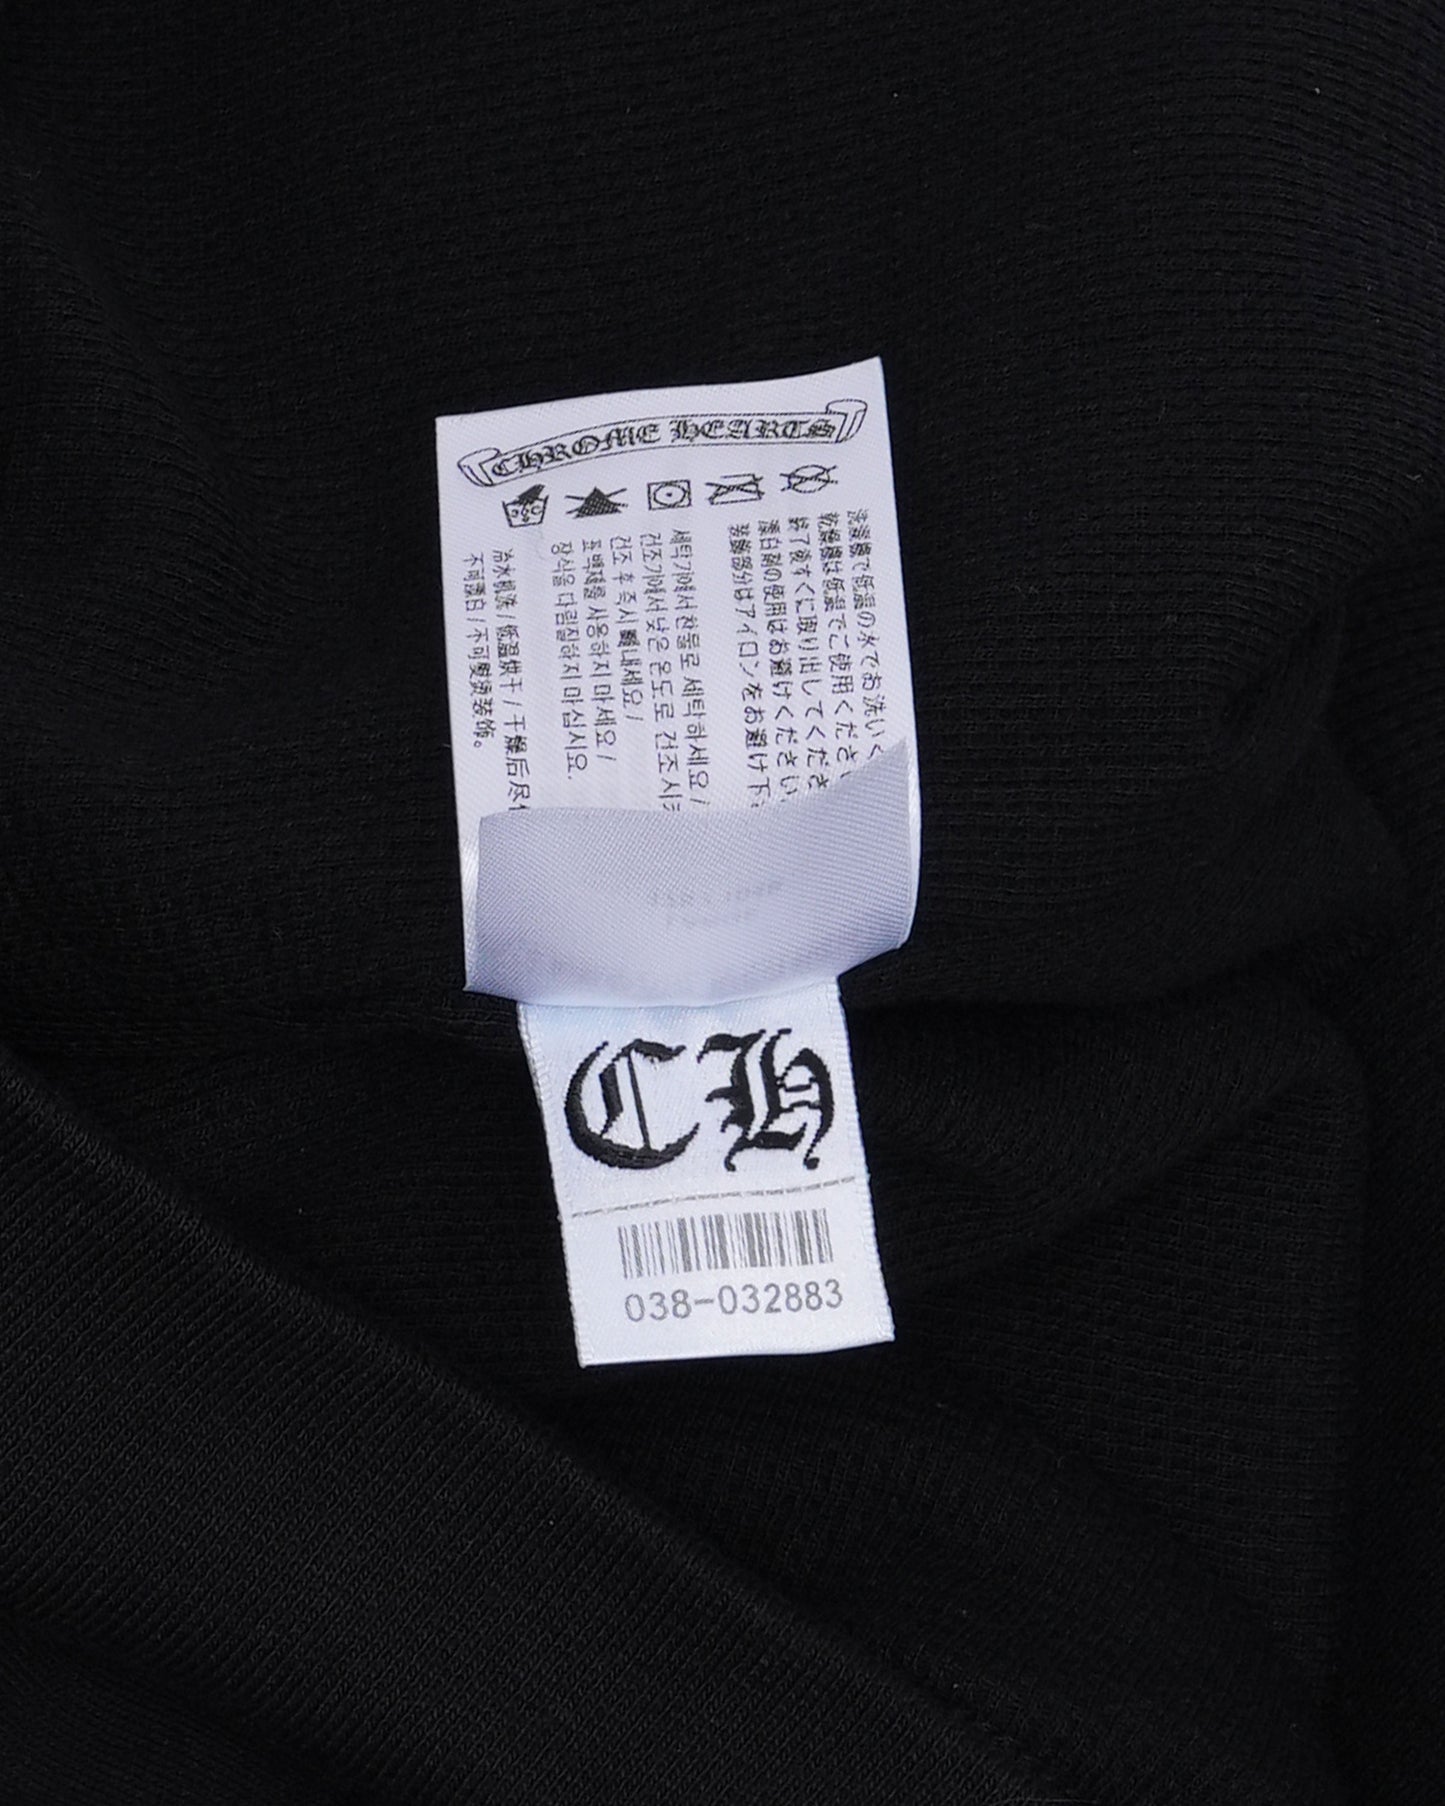 CHROME HEARTS
洗濯機で低温の水でお洗いく
乾燥機は低温でご使用くださ
終了後すぐに取り出してくださ
漂白剤の使用はお避けください
装飾部分はアイロンをお避け下
세탁기에서 찬물로 세탁하세요 /
건조기에서 낮은 온도로 건조시
건조 후 즉시 빼내세요 /
표백제를 사용하지 마세요 /
장식을 다림질하지 마십시요.
冷水机洗 / 低温烘干 / 干燥后尽
不可漂白 / 不可熨烫装饰。
CH
038-032883